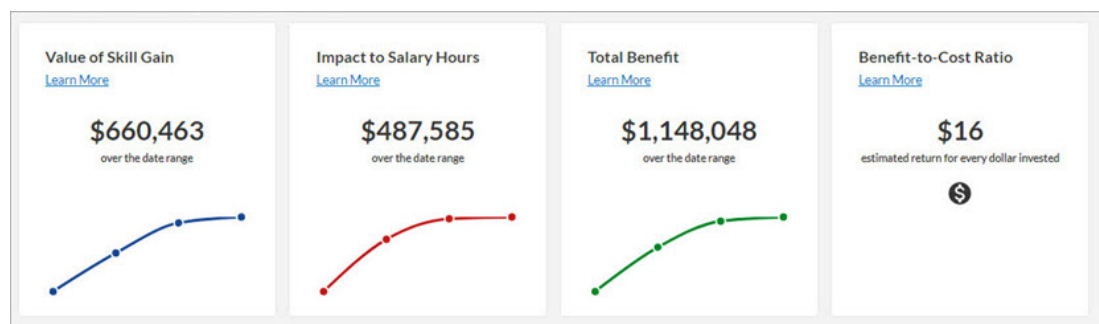 Value of Skill Gain
Learn More
$660,463
over the date range
Impact to Salary Hours
Learn More
$487,585
over the date range
Total Benefit
Learn More
$1,148,048
over the date range
Benefit-to-Cost Ratio
Learn More
$16
estimated return for every dollar invested
$